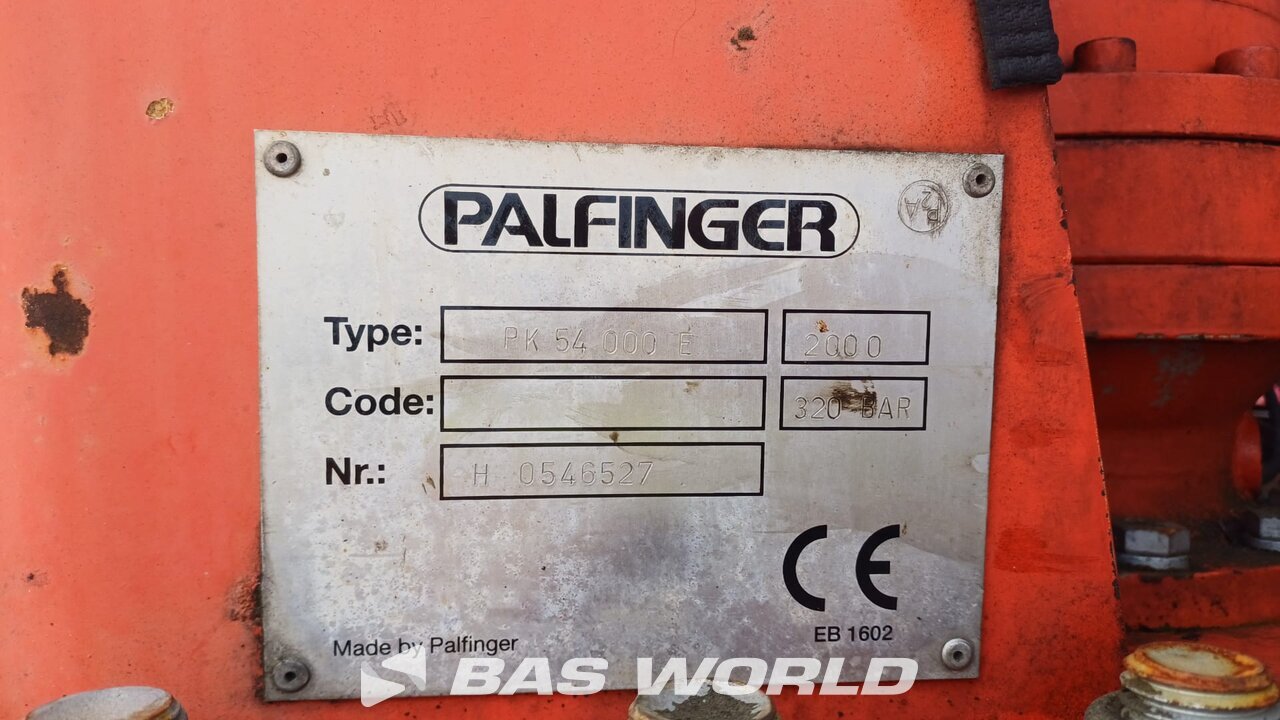 PALFINGER
Type: PK 54 000 E 2000
Code: 320 BAR
Nr.: H 0546527
CE
EB 1602
Made by Palfinger
BAS WORLD